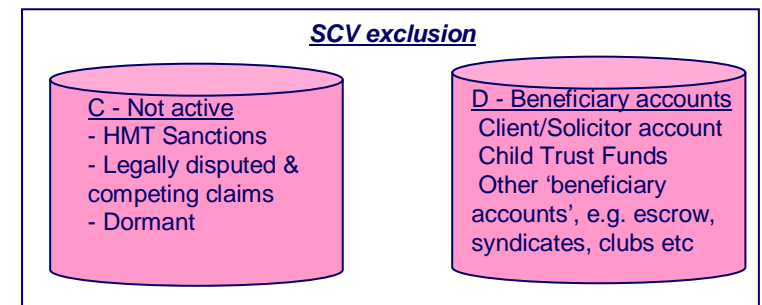 SCV exclusion
C - Not active
- HMT Sanctions
- Legally disputed &
competing claims
- Dormant
D - Beneficiary accounts
Client/Solicitor account
Child Trust Funds
Other ‘beneficiary
accounts’, e.g. escrow,
syndicates, clubs etc